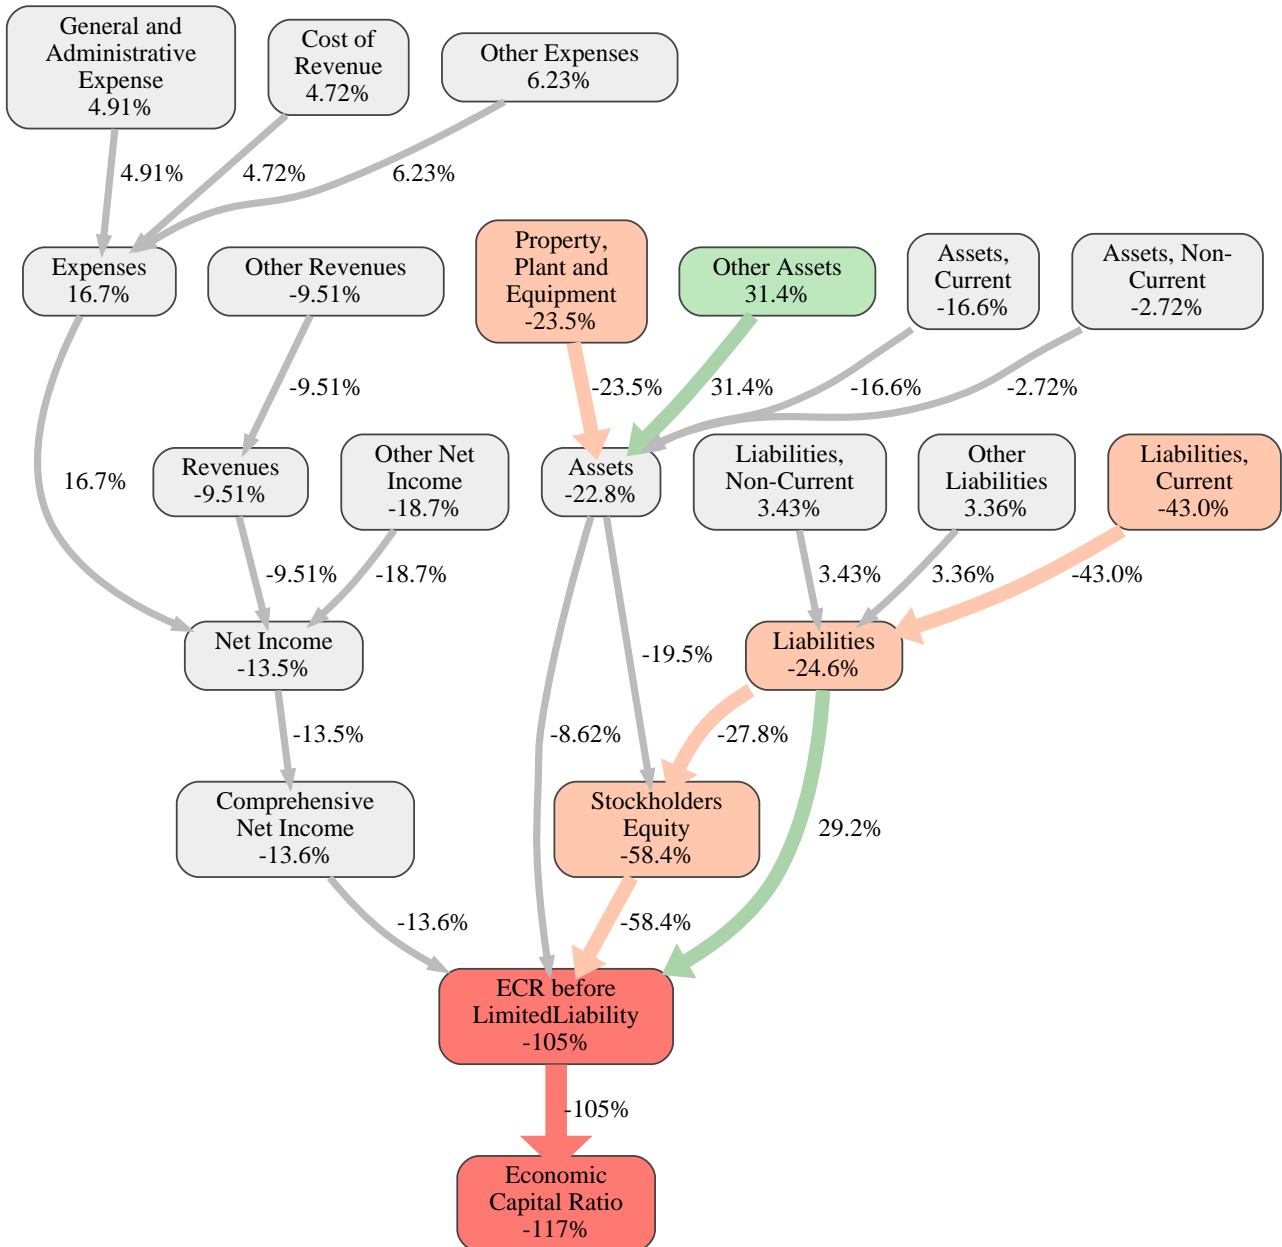 General and
Administrative
Expense
4.91%
Cost of
Revenue
4.72%
Other Expenses
6.23%
4.91%
4.72%
6.23%
Expenses
16.7%
Other Revenues
-9.51%
Property,
Plant and
Equipment
-23.5%
Other Assets
31.4%
Assets,
Current
-16.6%
Assets, Non-
Current
-2.72%
-9.51%
-23.5%
31.4%
-16.6%
-2.72%
16.7%
Revenues
-9.51%
Other Net
Income
-18.7%
Assets
-22.8%
Liabilities,
Non-Current
3.43%
Other
Liabilities
3.36%
Liabilities,
Current
-43.0%
-9.51%
-18.7%
3.43%
3.36%
-43.0%
Net Income
-13.5%
-19.5%
Liabilities
-24.6%
-13.5%
-8.62%
-27.8%
Comprehensive
Net Income
-13.6%
Stockholders
Equity
-58.4%
29.2%
-13.6%
-58.4%
ECR before
LimitedLiability
-105%
-105%
Economic
Capital Ratio
-117%